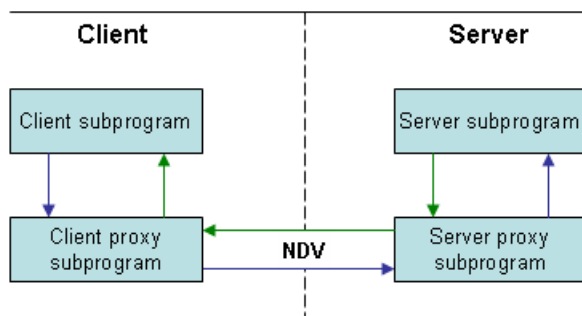 Client
Server
Client subprogram
Server subprogram
Client proxy
subprogram
NDV
Server proxy
subprogram